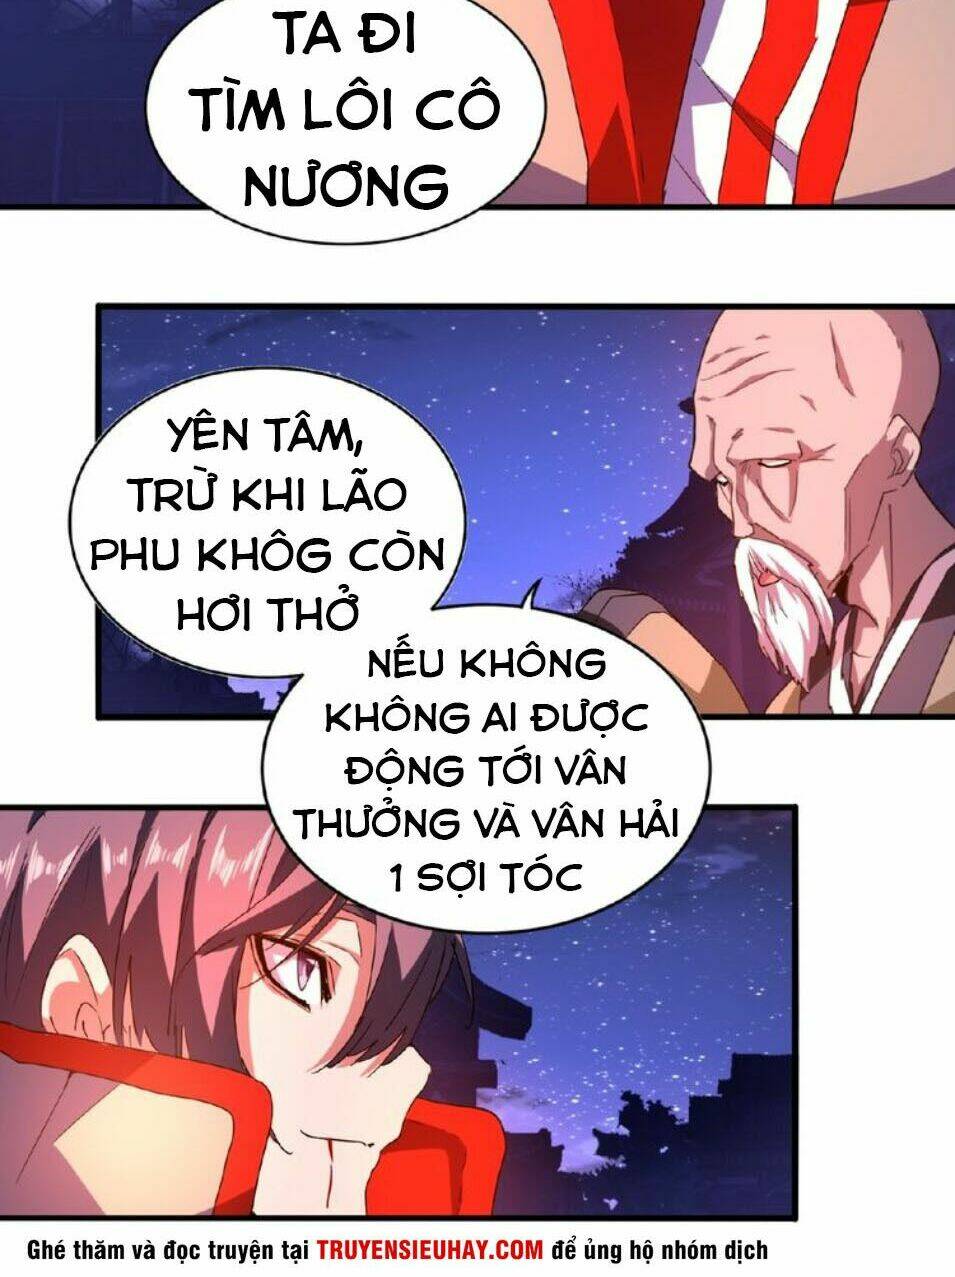 TA ĐI
TÌM LÔI CÔ
NƯƠNG
YÊN TÂM,
TRỪ KHI LÃO
PHU KHÔG CÒN
HƠI THỞ
NẾU KHÔNG
KHÔNG AI ĐƯỢC
ĐỘNG TỚI VÂN
THƯỞNG VÀ VÂN HẢI
1 SỢI TÓC
Ghé thăm và đọc truyện tại TRUYENSIEUHAY.COM để ủng hộ nhóm dịch